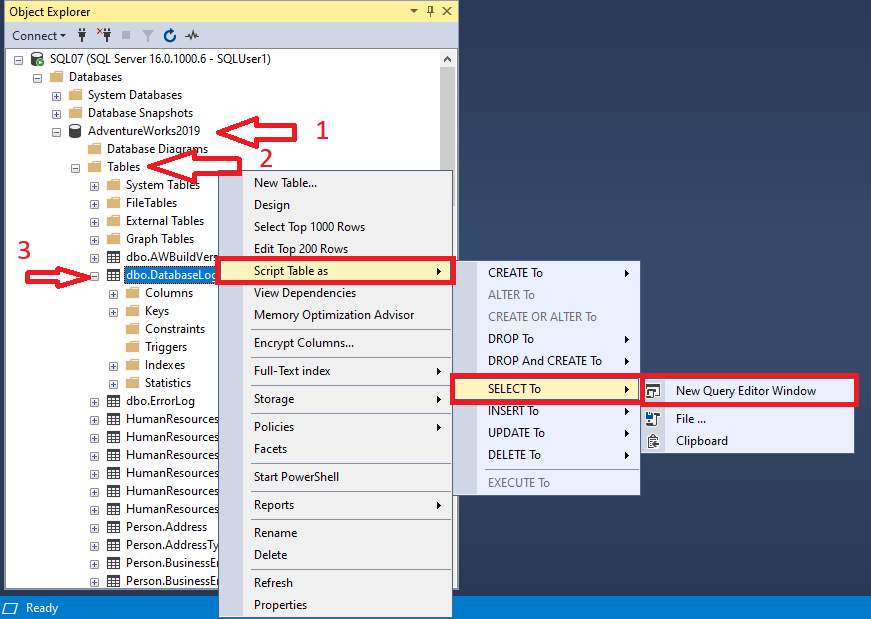 Object Explorer
Connect
SQL07 (SQL Server 16.0.1000.6 - SQLUser1)
Databases
System Databases
Database Snapshots
AdventureWorks2019
1
Database Diagrams
2
Tables
System Tables
FileTables
External Tables
Graph Tables
dbo.AWBuildVers
3
dbo.DatabaseLog
Columns
Keys
Constraints
Triggers
Indexes
Statistics
dbo.ErrorLog
HumanResources
HumanResources
HumanResources
HumanResources
HumanResources
HumanResources
Person.Address
Person.AddressTy
Person.BusinessEn
Person.BusinessEn
New Table...
Design
Select Top 1000 Rows
Edit Top 200 Rows
Script Table as
View Dependencies
Memory Optimization Advisor
Encrypt Columns...
Full-Text index
Storage
Policies
Facets
Start PowerShell
Reports
Rename
Delete
Refresh
Properties
CREATE To
ALTER To
CREATE OR ALTER To
DROP To
DROP And CREATE To
SELECT To
INSERT To
UPDATE To
DELETE To
EXECUTE To
New Query Editor Window
File ...
Clipboard
Ready